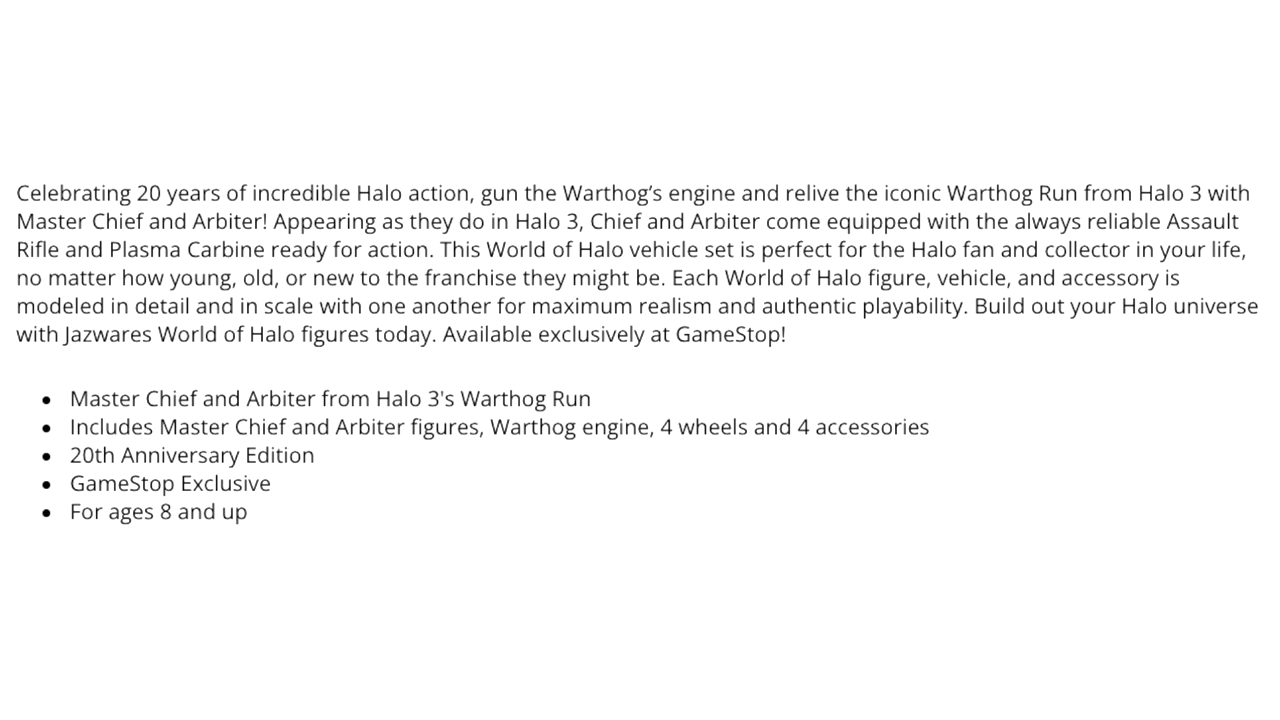 Celebrating 20 years of incredible Halo action, gun the Warthog’s engine and relive the iconic Warthog Run from Halo 3 with
Master Chief and Arbiter! Appearing as they do in Halo 3, Chief and Arbiter come equipped with the always reliable Assault
Rifle and Plasma Carbine ready for action. This World of Halo vehicle set is perfect for the Halo fan and collector in your life,
no matter how young, old, or new to the franchise they might be. Each World of Halo figure, vehicle, and accessory is
modeled in detail and in scale with one another for maximum realism and authentic playability. Build out your Halo universe
with Jazwares World of Halo figures today. Available exclusively at GameStop!
• Master Chief and Arbiter from Halo 3's Warthog Run
• Includes Master Chief and Arbiter figures, Warthog engine, 4 wheels and 4 accessories
• 20th Anniversary Edition
• GameStop Exclusive
• For ages 8 and up